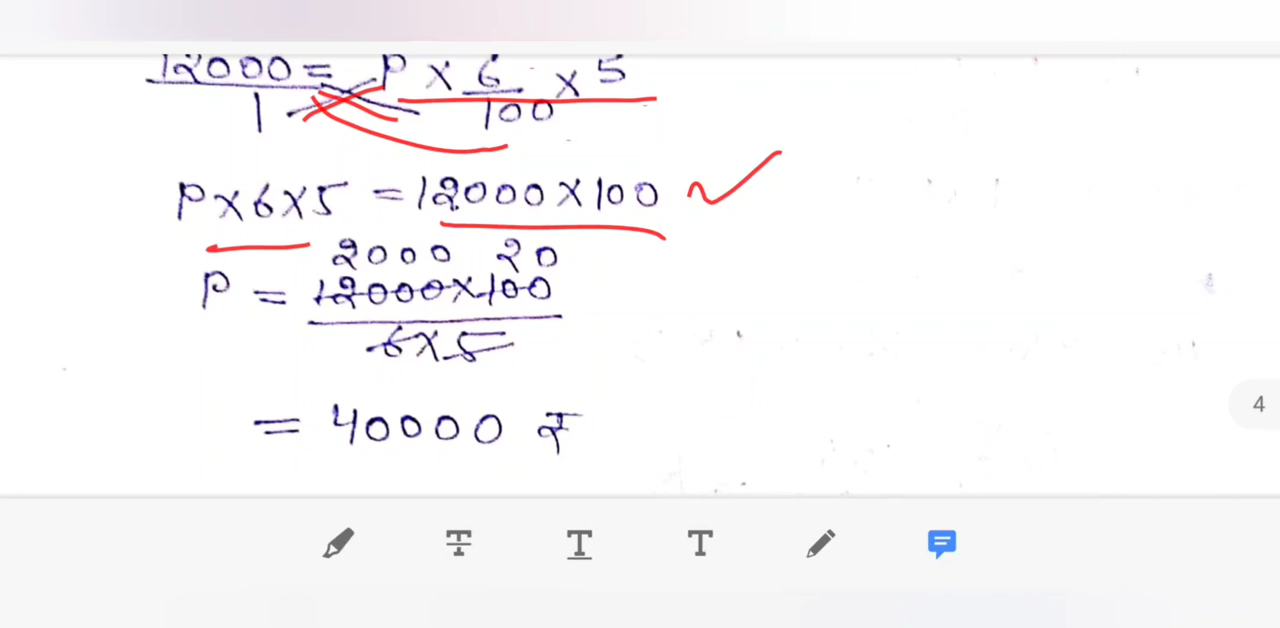 12000 = P × 6/100 × 5
1
P×6×5 = 12000×100
2000 20
P = 12000×100
6×5
= 40000 ₹
4
T T T